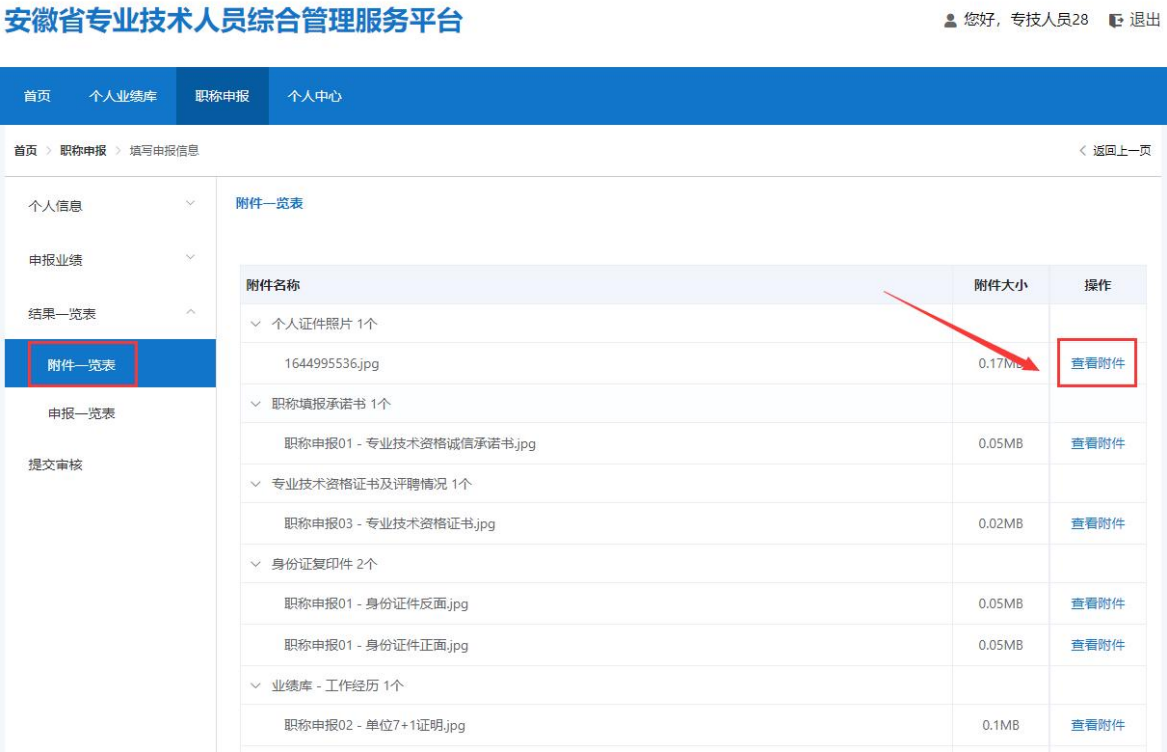 安徽省专业技术人员综合管理服务平台
您好，专技人员28 退出
首页 个人业绩库 职称申报 个人中心
首页 > 职称申报 > 填写申报信息 < 返回上一页
个人信息
申报业绩
结果一览表
附件一览表
申报一览表
提交审核
附件一览表
附件名称 附件大小 操作
个人证件照片 1个
1644995536.jpg 0.17MB 查看附件
职称填报承诺书 1个
职称申报01 - 专业技术资格诚信承诺书.jpg 0.05MB 查看附件
专业技术资格证书及评聘情况 1个
职称申报03 - 专业技术资格证书.jpg 0.02MB 查看附件
身份证复印件 2个
职称申报01 - 身份证件反面.jpg 0.05MB 查看附件
职称申报01 - 身份证件正面.jpg 0.05MB 查看附件
业绩库 - 工作经历 1个
职称申报02 - 单位7+1证明.jpg 0.1MB 查看附件